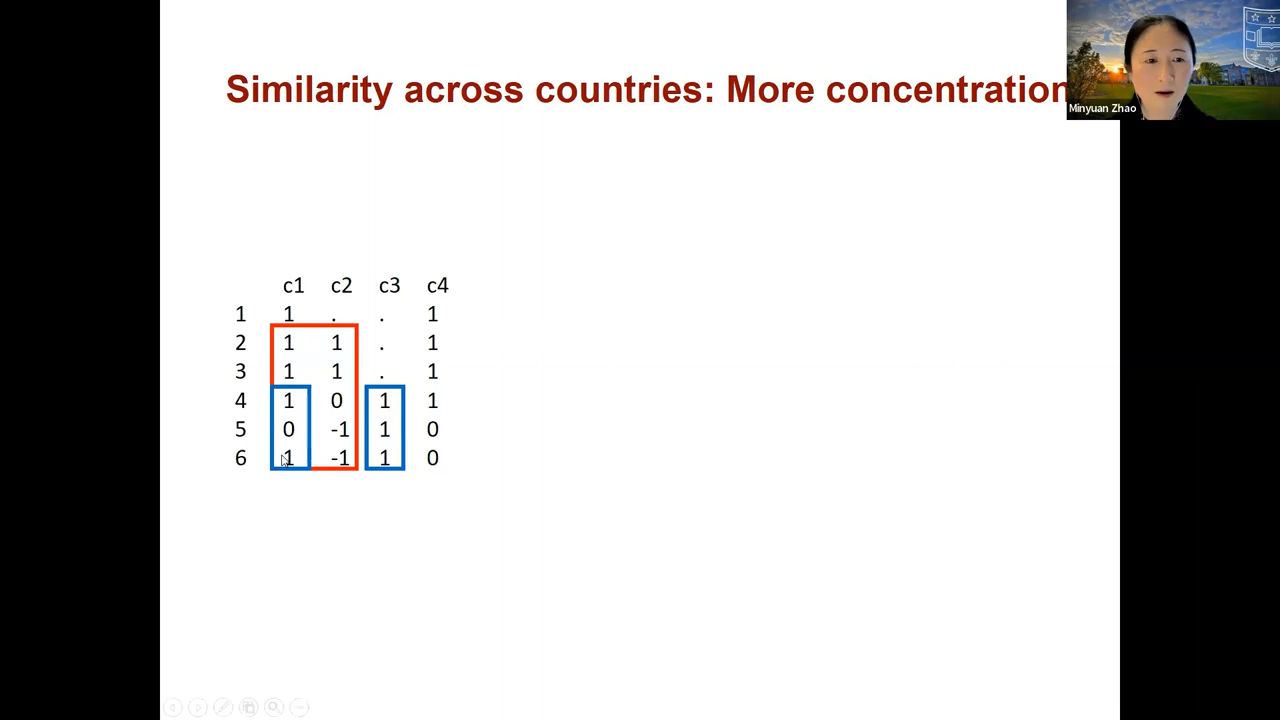 Similarity across countries: More concentration
Minyuan Zhao
c1 c2 c3 c4
1 1 . . 1
2 1 1 . 1
3 1 1 . 1
4 1 0 1 1
5 0 -1 1 0
6 1 -1 1 0